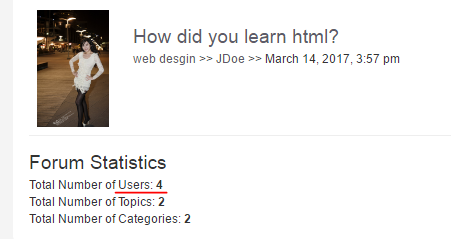 How did you learn html?
web desgin >> JDoe >> March 14, 2017, 3:57 pm
Forum Statistics
Total Number of Users: 4
Total Number of Topics: 2
Total Number of Categories: 2